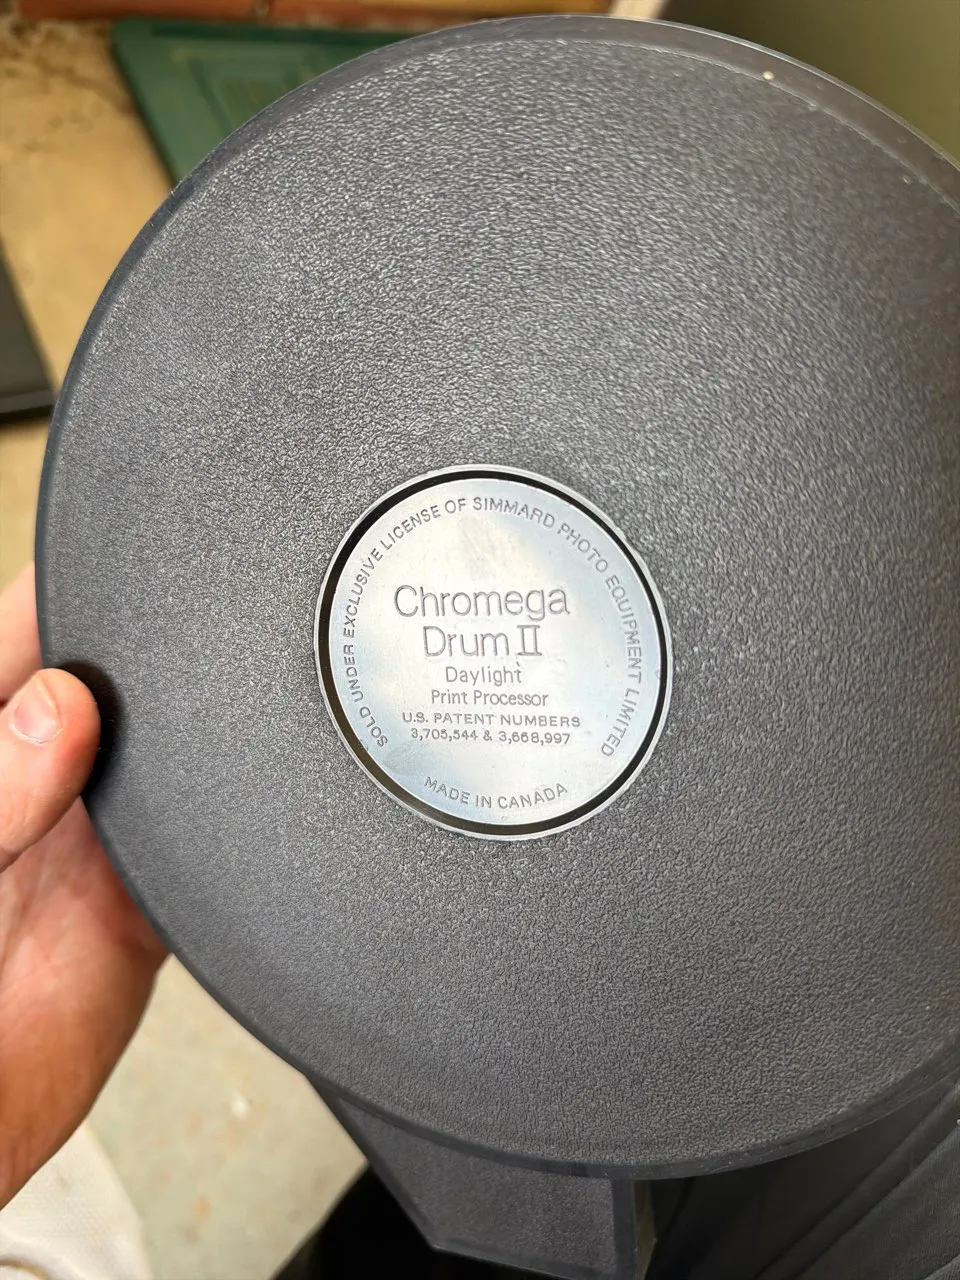 SOLD UNDER EXCLUSIVE LICENSE OF SIMMARD PHOTO EQUIPMENT LIMITED
Chromega
Drum II
Daylight
Print Processor
U.S. PATENT NUMBERS
3,705,544 & 3,668,997
MADE IN CANADA